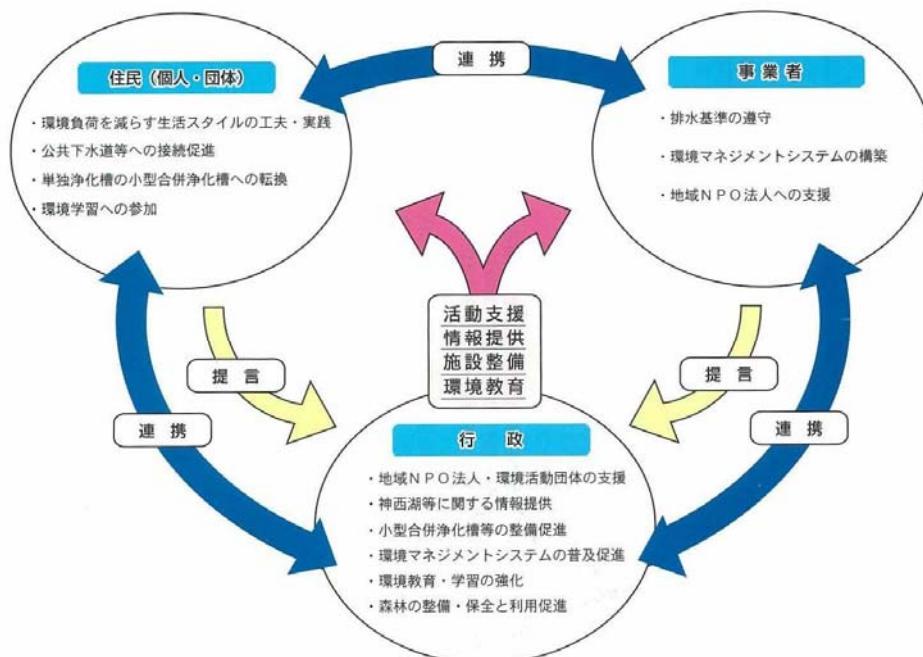 連携
住民(個人・団体)
・環境負荷を減らす生活スタイルの工夫・実践
・公共下水道等への接続促進
・単独浄化槽の小型合併浄化槽への転換
・環境学習への参加
事業者
・排水基準の遵守
・環境マネジメントシステムの構築
・地域NPO法人への支援
活動支援
情報提供
施設整備
環境教育
提言
提言
連携
連携
行政
・地域NPO法人・環境活動団体の支援
・神西湖等に関する情報提供
・小型合併浄化槽等の整備促進
・環境マネジメントシステムの普及促進
・環境教育・学習の強化
・森林の整備・保全と利用促進